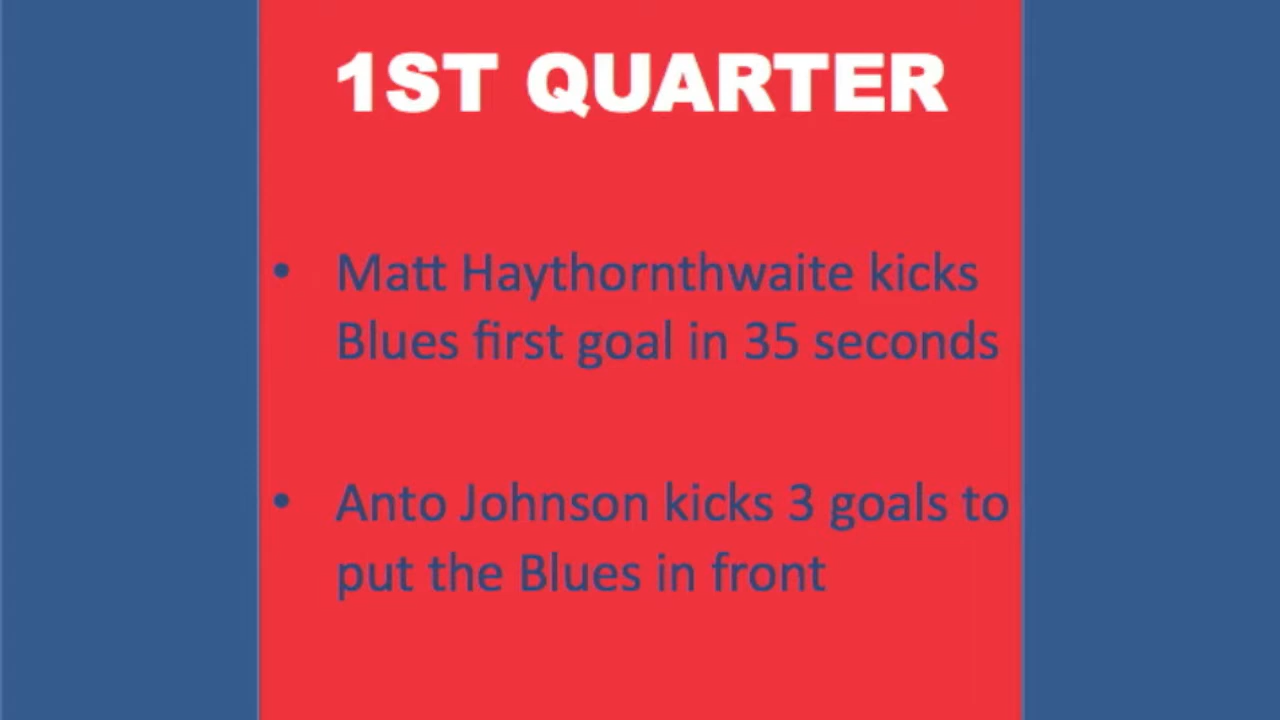 1ST QUARTER
• Matt Haythornthwaite kicks
Blues first goal in 35 seconds
• Anto Johnson kicks 3 goals to
put the Blues in front